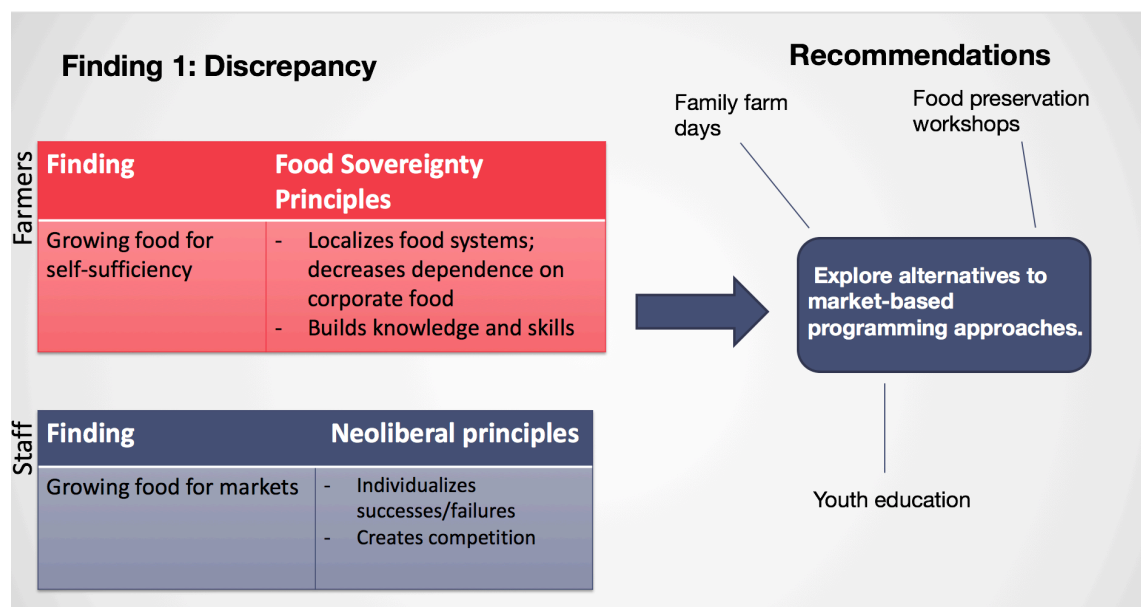 Finding 1: Discrepancy
Farmers
Finding
Food Sovereignty
Principles
Growing food for
self-sufficiency
- Localizes food systems;
decreases dependence on
corporate food
- Builds knowledge and skills
Staff
Finding
Neoliberal principles
Growing food for markets
- Individualizes
successes/failures
- Creates competition
Recommendations
Family farm
days
Food preservation
workshops
Explore alternatives to
market-based
programming approaches.
Youth education